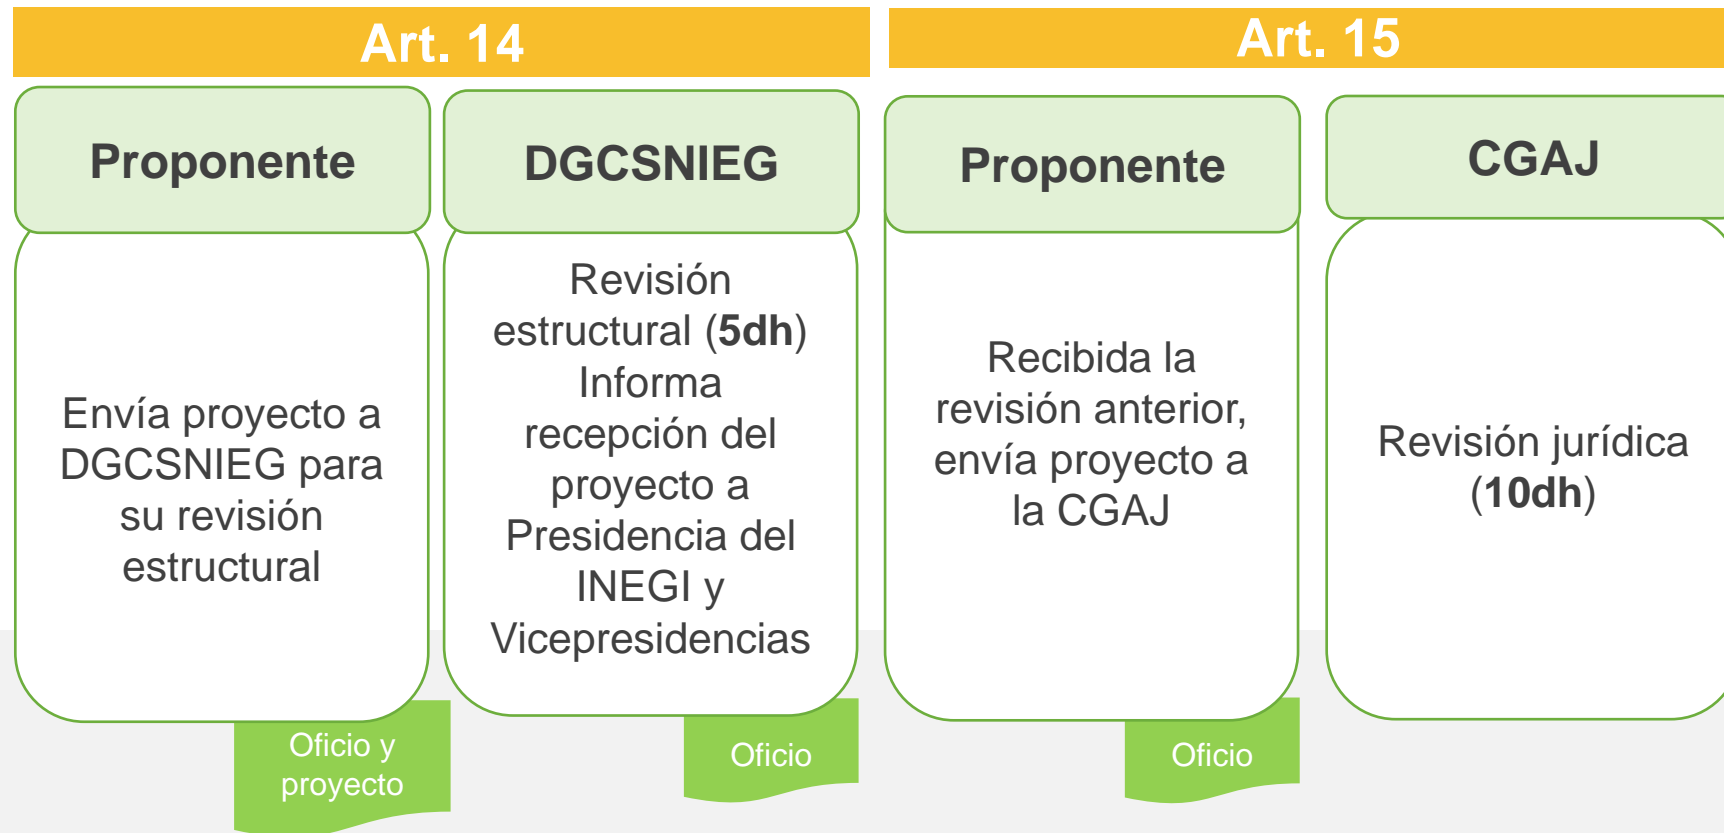 Art. 14
Proponente
Envía proyecto a
DGCSNIEG para
su revisión
estructural
Oficio y
proyecto
DGCSNIEG
Revisión
estructural (5dh)
Informa
recepción del
proyecto a
Presidencia del
INEGI y
Vicepresidencias
Oficio
Art. 15
Proponente
Recibida la
revisión anterior,
envía proyecto a
la CGAJ
Oficio
CGAJ
Revisión jurídica
(10dh)